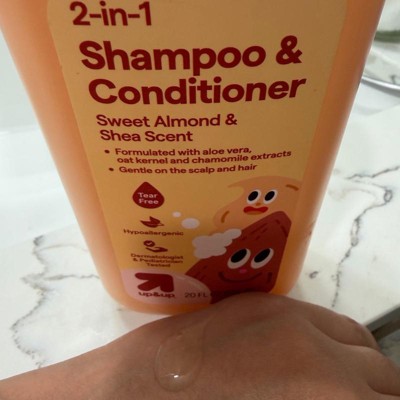 2-in-1
Shampoo &
Conditioner
Sweet Almond &
Shea Scent
• Formulated with aloe vera,
oat kernel and chamomile extracts
• Gentle on the scalp and hair
Tear
Free
Hypoallergenic
Dermatologist
& Pediatrician
Tested
up&up
20 FL